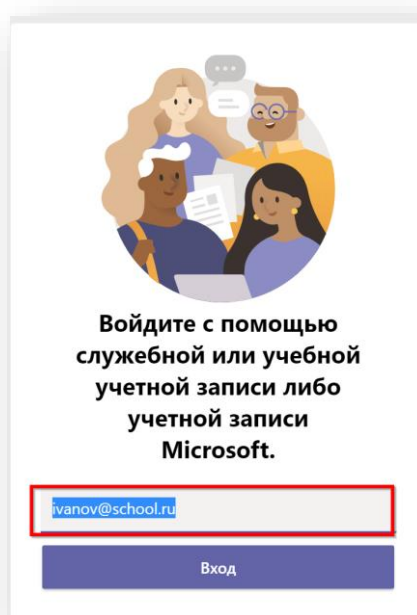 Войдите с помощью
служебной или учебной
учетной записи либо
учетной записи
Microsoft.
ivanov@school.ru
Вход